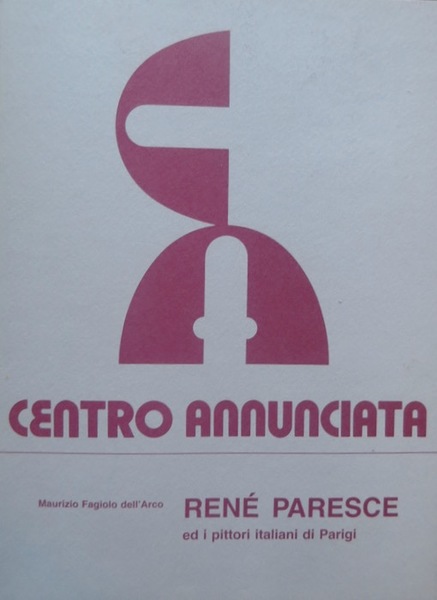 CENTRO ANNUNCIATA
Maurizio Fagiolo dell'Arco
RENÉ PARESCE
ed i pittori italiani di Parigi